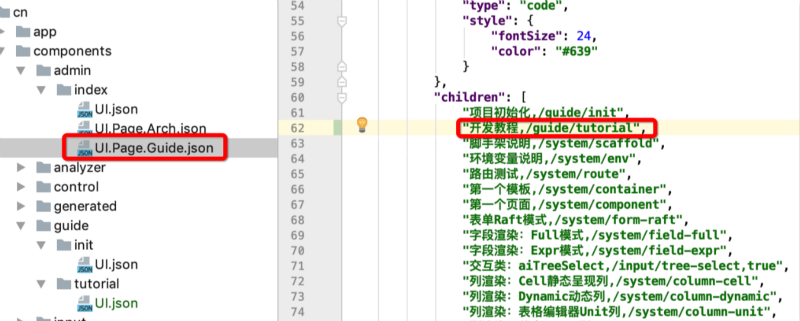 cn
app
components
admin
index
UI.json
UI.Page.Arch.json
UI.Page.Guide.json
analyzer
control
generated
guide
init
UI.json
tutorial
UI.json
54 "type": "code",
55 "style": {
56 "fontSize": 24,
57 "color": "#639"
58 }
59 },
60 "children": [
61 "项目初始化,/guide/init",
62 "开发教程,/guide/tutorial",
63 "脚手架说明,/system/scaffold",
64 "环境变量说明,/system/env",
65 "路由测试,/system/route",
66 "第一个模板,/system/container",
67 "第一个页面,/system/component",
68 "表单Raft模式,/system/form-raft",
69 "字段渲染：Full模式,/system/field-full",
70 "字段渲染：Expr模式,/system/field-expr",
71 "交互类：aiTreeSelect,/input/tree-select,true",
72 "列渲染：Cell静态呈现列,/system/column-cell",
73 "列渲染：Dynamic动态列,/system/column-dynamic",
74 "列渲染：表格编辑器Unit列,/system/column-unit",